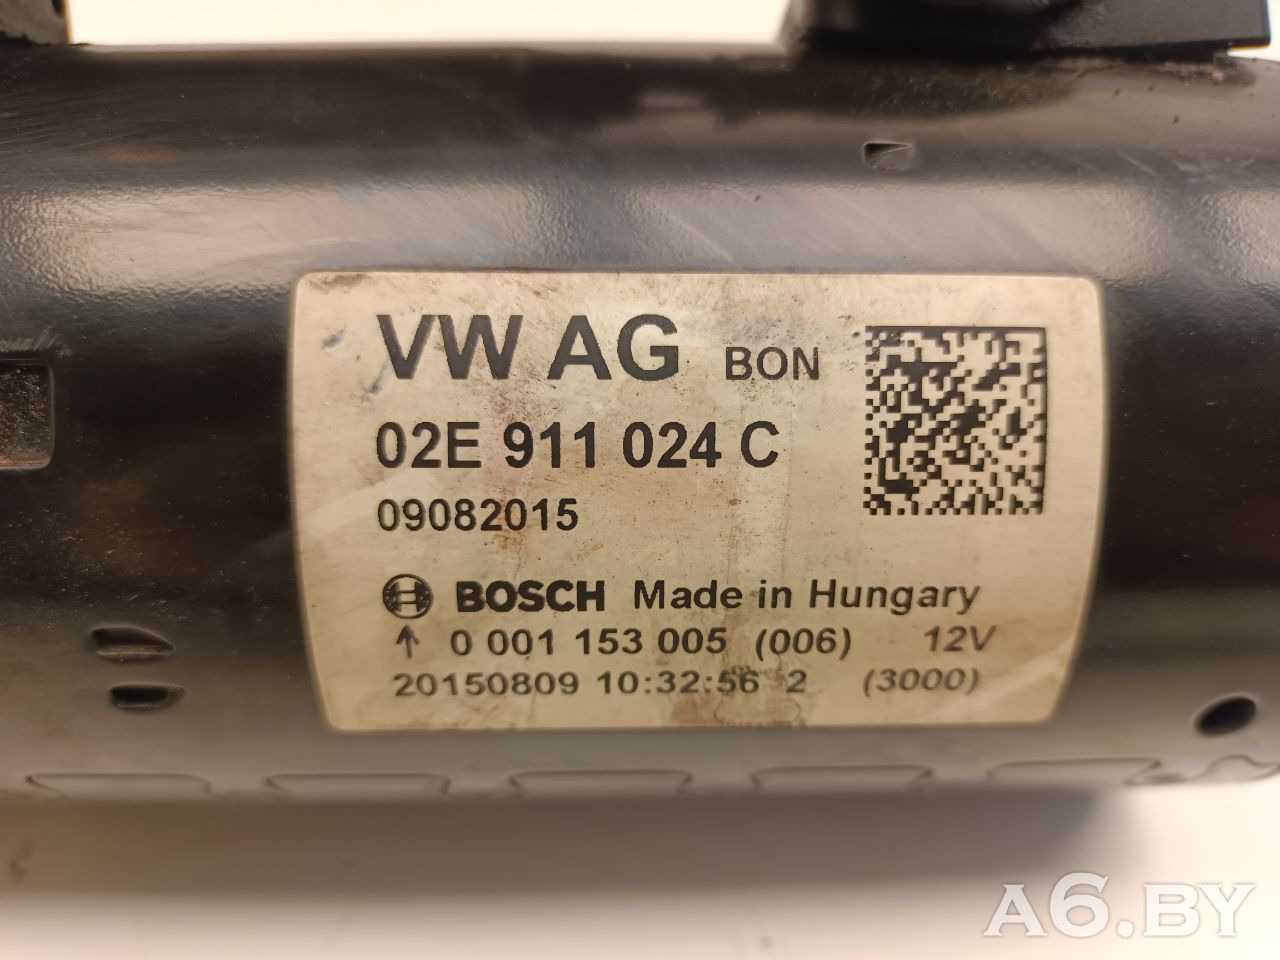 VW AG BON
02E 911 024 C
09082015
BOSCH Made in Hungary
↑ 0 001 153 005 (006) 12V
20150809 10:32:56 2 (3000)
A6.BY